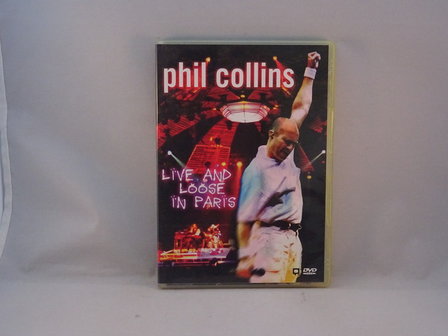 phil collins
LIVE AND
LOOSE
IN PARIS
DVD